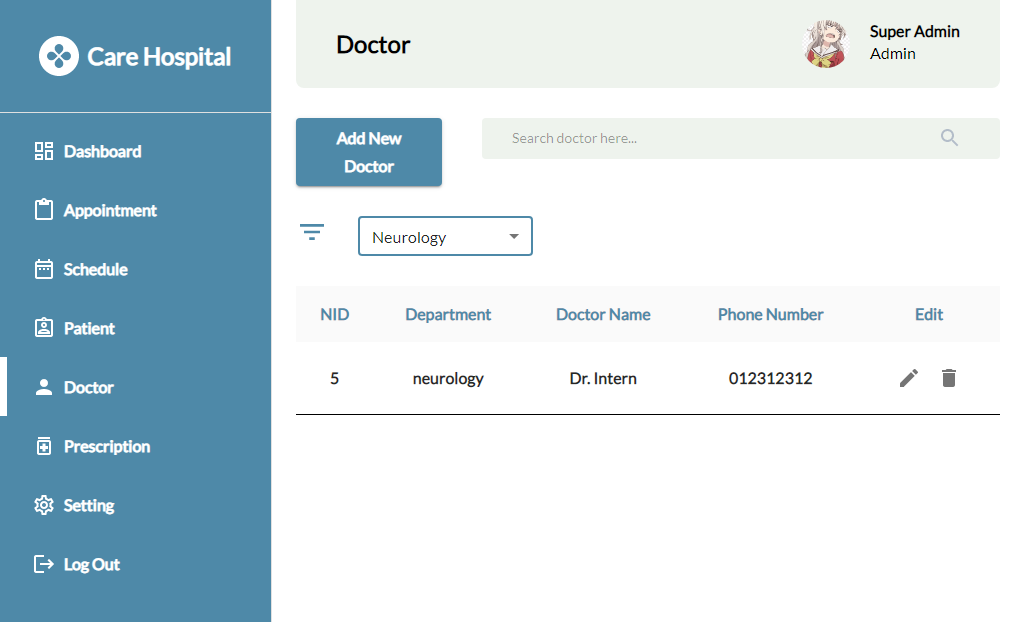 Care Hospital
Dashboard
Appointment
Schedule
Patient
Doctor
Prescription
Setting
Log Out
Doctor
Super Admin
Admin
Add New
Doctor
Search doctor here...
Neurology
NID Department Doctor Name Phone Number Edit
5 neurology Dr. Intern 012312312